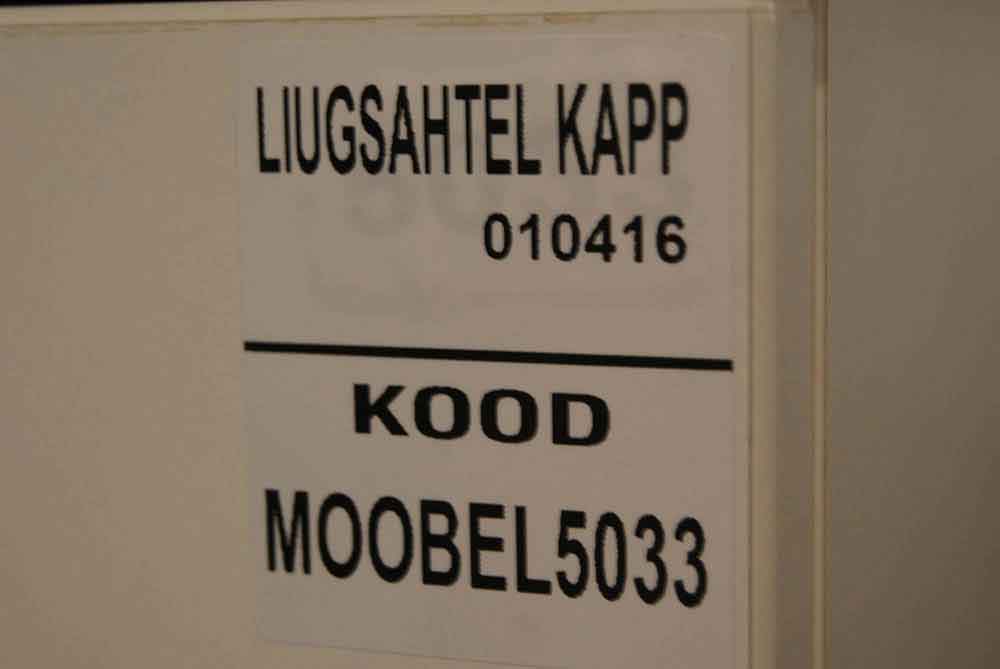 LIUGSAHTEL KAPP
010416
KOOD
MOOBEL5033